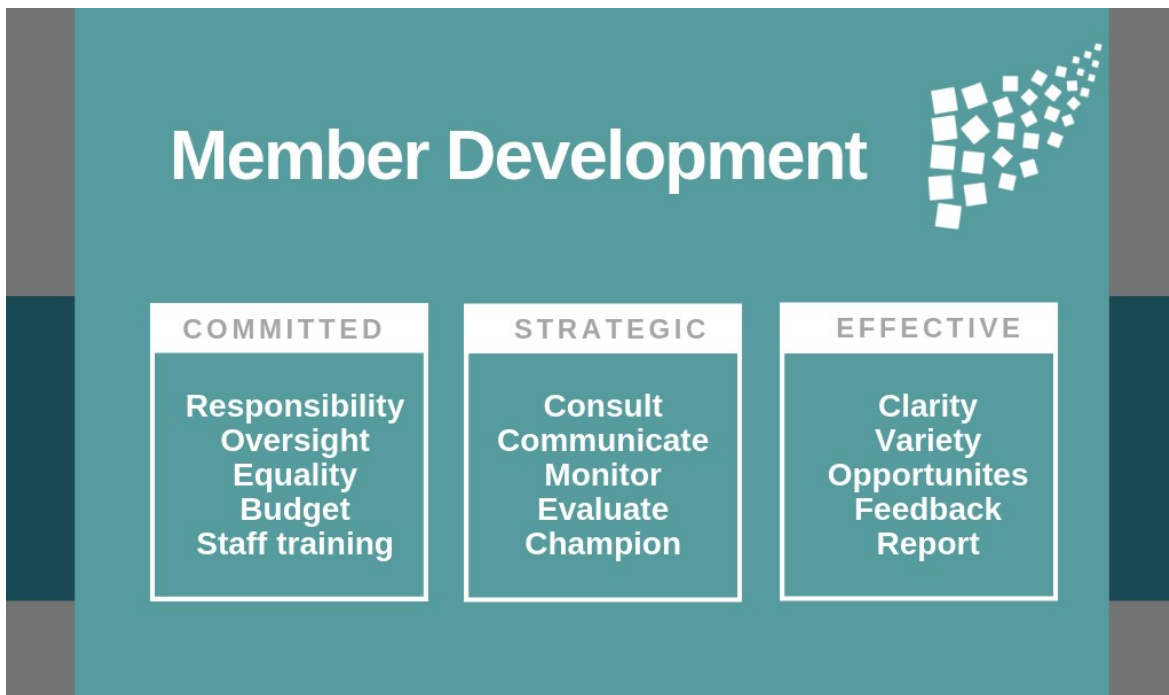 Member Development
COMMITTED
Responsibility
Oversight
Equality
Budget
Staff training
STRATEGIC
Consult
Communicate
Monitor
Evaluate
Champion
EFFECTIVE
Clarity
Variety
Opportunites
Feedback
Report